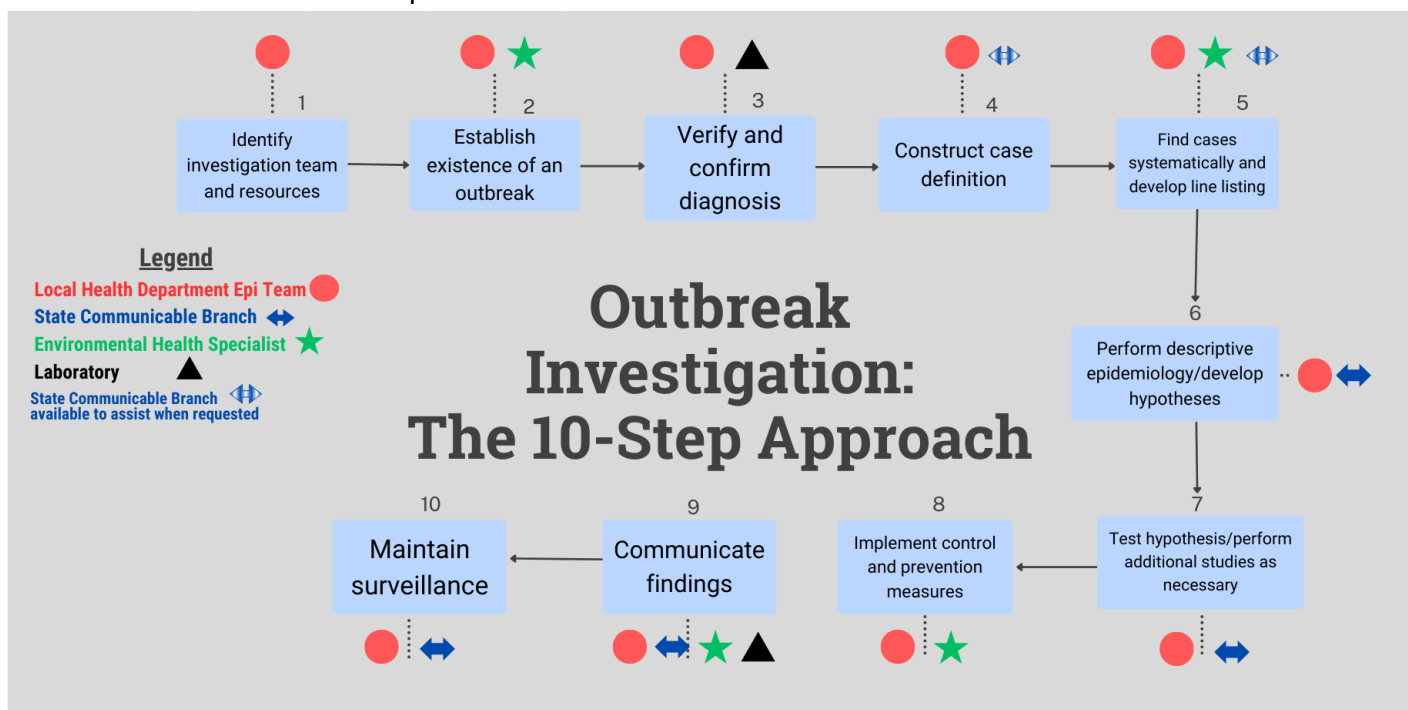 1
Identify
investigation team
and resources
2
Establish
existence of an
outbreak
3
Verify and
confirm
diagnosis
4
Construct case
definition
5
Find cases
systematically and
develop line listing
Legend
Local Health Department Epi Team
State Communicable Branch
Environmental Health Specialist
Laboratory
State Communicable Branch
available to assist when requested
Outbreak
Investigation:
The 10-Step Approach
6
Perform descriptive
epidemiology/develop
hypotheses
7
Test hypothesis/perform
additional studies as
necessary
8
Implement control
and prevention
measures
9
Communicate
findings
10
Maintain
surveillance